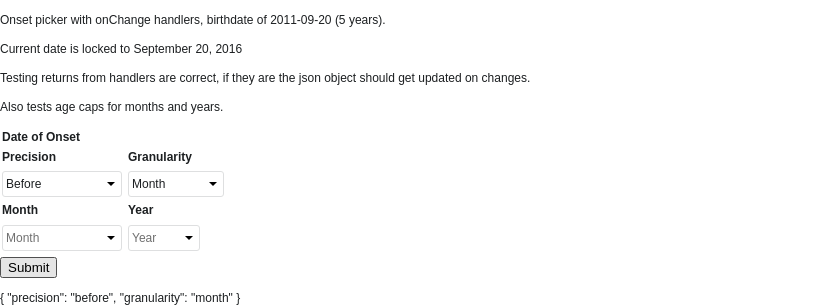 Onset picker with onChange handlers, birthdate of 2011-09-20 (5 years).
Current date is locked to September 20, 2016
Testing returns from handlers are correct, if they are the json object should get updated on changes.
Also tests age caps for months and years.
Date of Onset
Precision Granularity
Before Month
Month Year
Month Year
Submit
{ "precision": "before", "granularity": "month" }